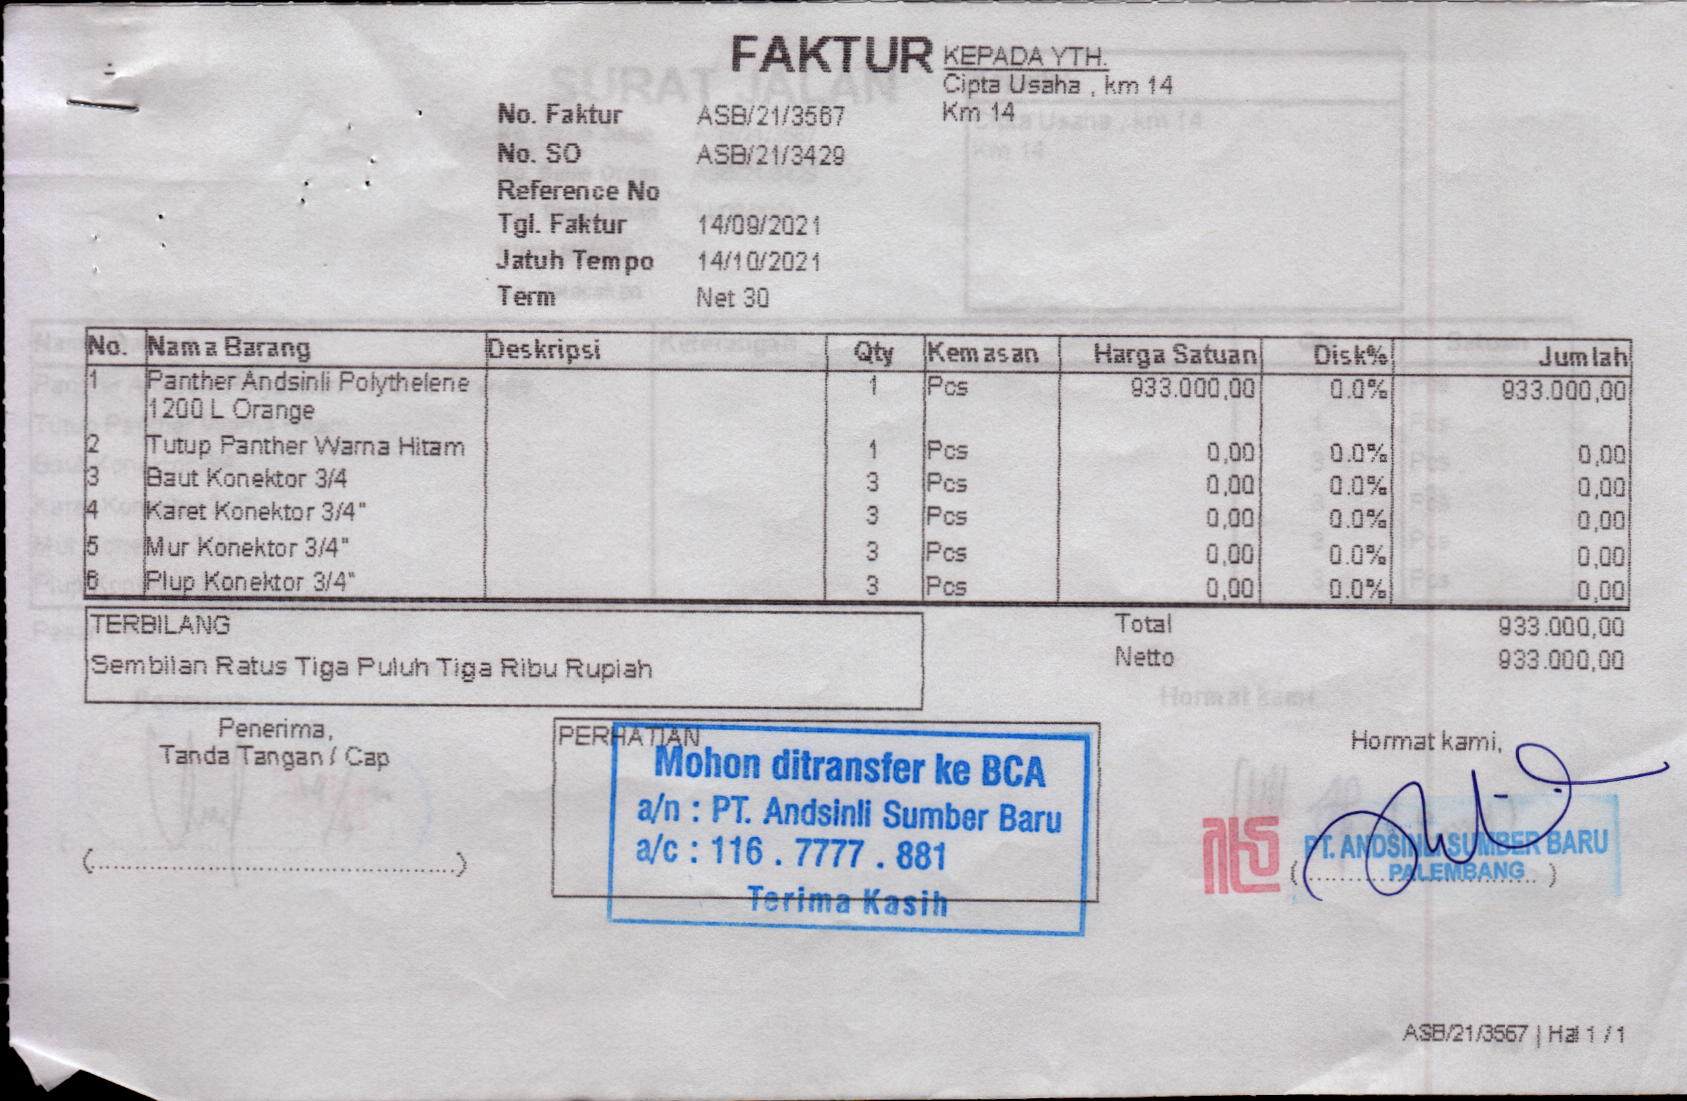 FAKTUR
KEPADA YTH.
Cipta Usaha , km 14
Km 14
No. Faktur ASB/21/3567
No. SO ASB/21/3429
Reference No
Tgl. Faktur 14/09/2021
Jatuh Tempo 14/10/2021
Term Net 30
No. Nama Barang Deskripsi Qty Kemasan Harga Satuan Disk% Jumlah
1 Panther Andsinli Polythelene 1 Pcs 933.000,00 0.0% 933.000,00
1200 L Orange
2 Tutup Panther Warna Hitam 1 Pcs 0,00 0.0% 0,00
3 Baut Konektor 3/4 3 Pcs 0,00 0.0% 0,00
4 Karet Konektor 3/4" 3 Pcs 0,00 0.0% 0,00
5 Mur Konektor 3/4" 3 Pcs 0,00 0.0% 0,00
6 Plup Konektor 3/4" 3 Pcs 0,00 0.0% 0,00
TERBILANG
Sembilan Ratus Tiga Puluh Tiga Ribu Rupiah
Total 933.000,00
Netto 933.000,00
Penerima,
Tanda Tangan / Cap
(..............................................)
PERHATIAN
Mohon ditransfer ke BCA
a/n : PT. Andsinli Sumber Baru
a/c : 116 . 7777 . 881
Terima Kasih
Hormat kami,
PT. ANDSINLI SUMBER BARU
PALEMBANG
(..............................)
ASB/21/3567 | Hal 1 / 1